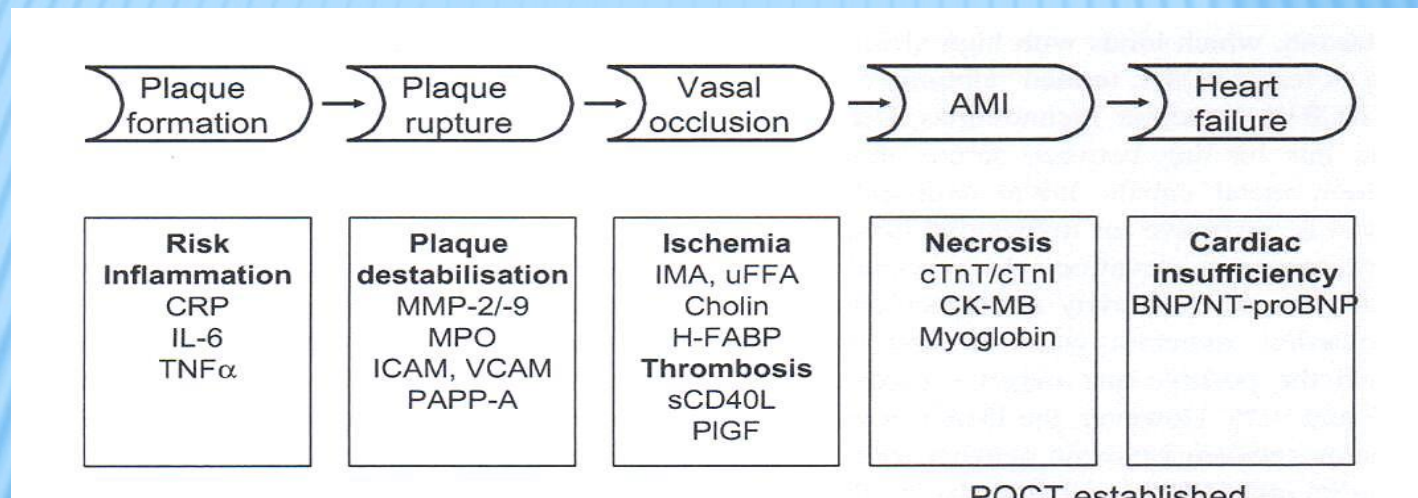 Plaque
formation
Plaque
rupture
Vasal
occlusion
AMI
Heart
failure
Risk
Inflammation
CRP
IL-6
TNFα
Plaque
destabilisation
MMP-2/-9
MPO
ICAM, VCAM
PAPP-A
Ischemia
IMA, uFFA
Cholin
H-FABP
Thrombosis
sCD40L
PlGF
Necrosis
cTnT/cTnI
CK-MB
Myoglobin
Cardiac
insufficiency
BNP/NT-proBNP
POCT established